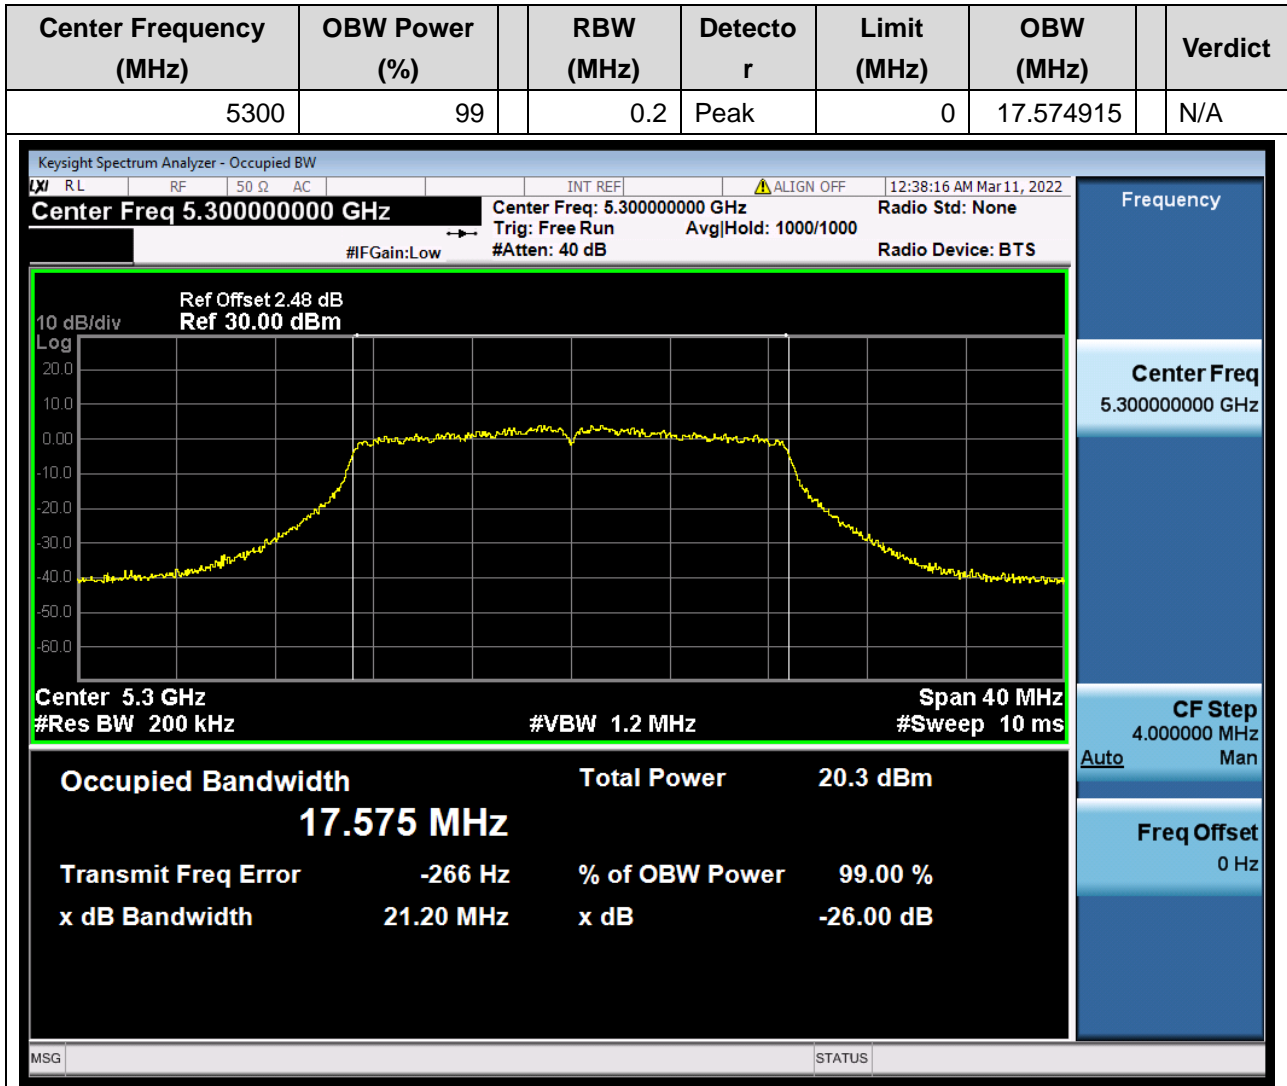 Center Frequency (MHz) OBW Power (%) RBW (MHz) Detecto r Limit (MHz) OBW (MHz) Verdict
5300 99 0.2 Peak 0 17.574915 N/A
Keysight Spectrum Analyzer - Occupied BW
LXI RL RF 50 Ω AC INT REF ALIGN OFF 12:38:16 AM Mar 11, 2022
Center Freq 5.300000000 GHz
Center Freq: 5.300000000 GHz
Radio Std: None
Trig: Free Run Avg|Hold: 1000/1000
#IFGain:Low #Atten: 40 dB
Radio Device: BTS
Frequency
Ref Offset 2.48 dB
10 dB/div Ref 30.00 dBm
Log
20.0
10.0
0.00
-10.0
-20.0
-30.0
-40.0
-50.0
-60.0
Center 5.3 GHz Span 40 MHz
#Res BW 200 kHz #VBW 1.2 MHz #Sweep 10 ms
Center Freq
5.300000000 GHz
CF Step
4.000000 MHz
Auto Man
Freq Offset
0 Hz
Occupied Bandwidth Total Power 20.3 dBm
17.575 MHz
Transmit Freq Error -266 Hz % of OBW Power 99.00 %
x dB Bandwidth 21.20 MHz x dB -26.00 dB
MSG STATUS